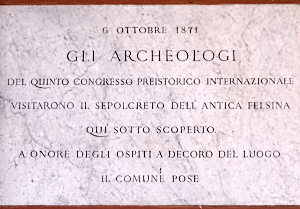 6 OTTOBRE 1871
GLI ARCHEOLOGI
DEL QUINTO CONGRESSO PREISTORICO INTERNAZIONALE
VISITARONO IL SEPOLCRETO DELL' ANTICA FELSINA
QUI SOTTO SCOPERTO.
A ONORE DEGLI OSPITI A DECORO DEL LUOGO
IL COMUNE POSE